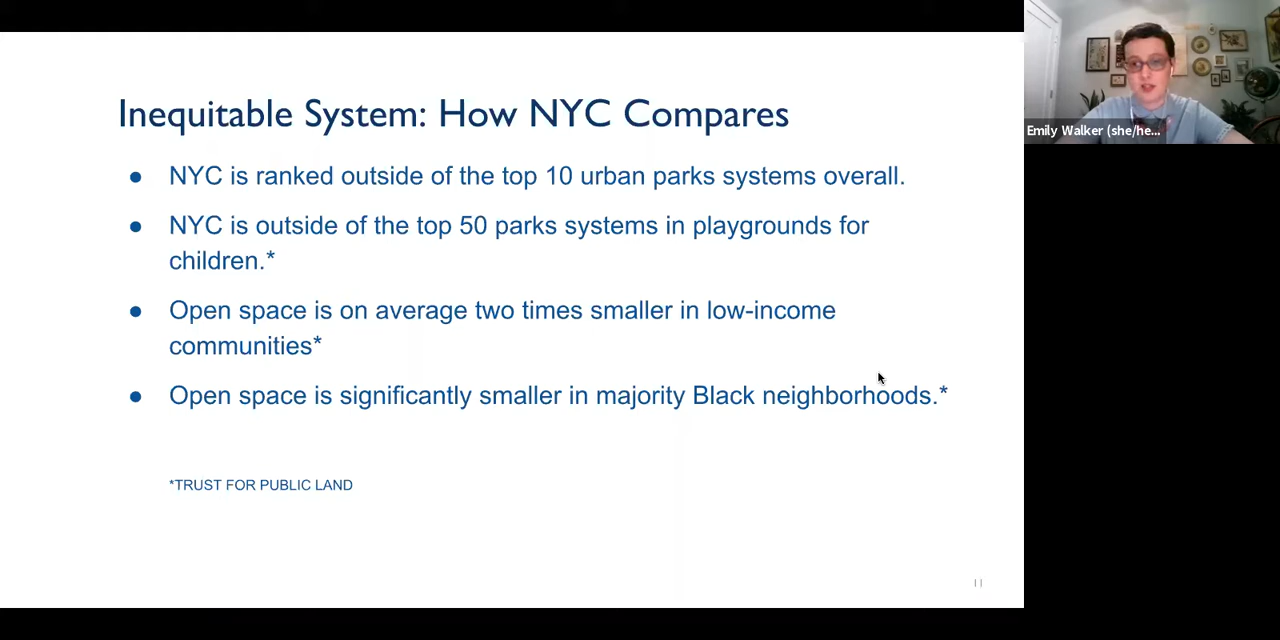 Inequitable System: How NYC Compares
● NYC is ranked outside of the top 10 urban parks systems overall.
● NYC is outside of the top 50 parks systems in playgrounds for
children.*
● Open space is on average two times smaller in low-income
communities*
● Open space is significantly smaller in majority Black neighborhoods.*
*TRUST FOR PUBLIC LAND
11
Emily Walker (she/he...